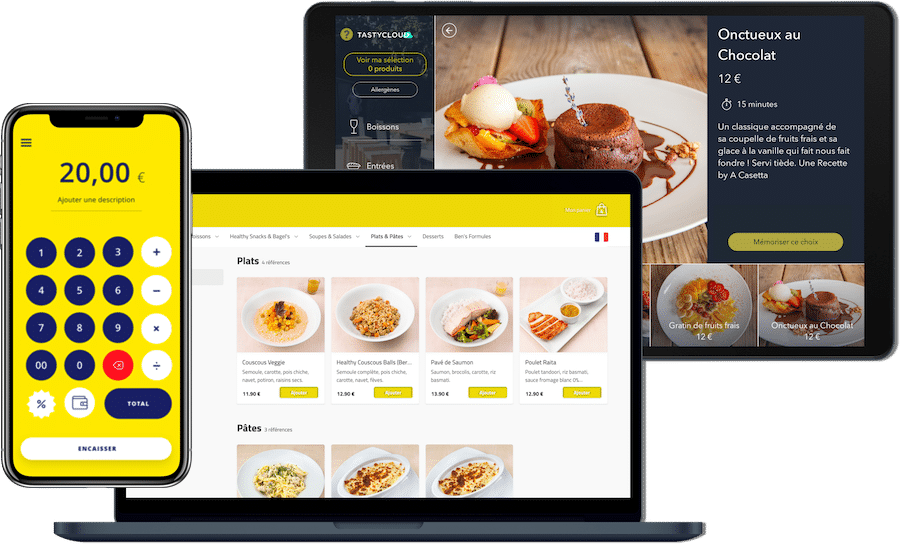 TASTYCLOUD
Voir ma sélection
0 produits
Allergènes
Boissons
Entrées
Onctueux au
Chocolat
12 €
15 minutes
Un classique accompagné de
sa coupelle de fruits frais et sa
glace à la vanille qui fait nous fait
fondre ! Servi tiède. Une Recette
by A Casetta
Mémoriser ce choix
Gratin de fruits frais
12 €
Onctueux au Chocolat
12 €
20,00 €
Ajouter une description
1 2 3 +
4 5 6 −
7 8 9 ×
00 0 ÷
% TOTAL
ENCAISSER
Mon panier
Boissons Healthy Snacks & Bagel's Soupes & Salades Plats & Pâtes Desserts Ben's Formules
Plats 4 références
Couscous Veggie
Semoule, carotte, pois chiche,
navet, potiron, raisins secs.
11.90 € Ajouter
Healthy Couscous Balls (Ber...
Semoule complète, pois chiche,
navet, fèves.
12.90 € Ajouter
Pavé de Saumon
Saumon, brocolis, carotte, riz
basmati.
13.90 € Ajouter
Poulet Raita
Poulet tandoori, riz basmati,
sauce fromage blanc 0%...
12.90 € Ajouter
Pâtes 3 références